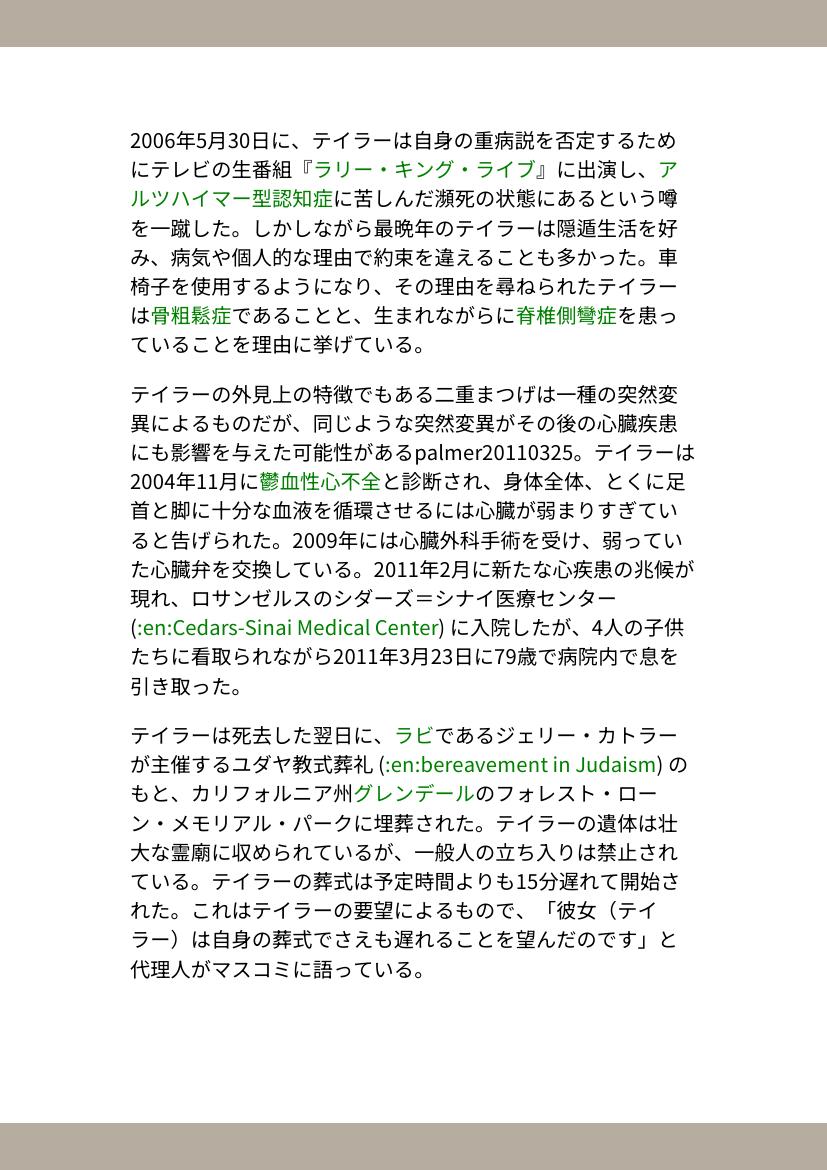 2006年5月30日に、テイラーは自身の重病説を否定するため
にテレビの生番組『ラリー・キング・ライブ』に出演し、ア
ルツハイマー型認知症に苦しんだ瀕死の状態にあるという噂
を一蹴した。しかしながら最晩年のテイラーは隠遁生活を好
み、病気や個人的な理由で約束を違えることも多かった。車
椅子を使用するようになり、その理由を尋ねられたテイラー
は骨粗鬆症であることと、生まれながらに脊椎側彎症を患っ
ていることを理由に挙げている。
テイラーの外見上の特徴でもある二重まつげは一種の突然変
異によるものだが、同じような突然変異がその後の心臓疾患
にも影響を与えた可能性があるpalmer20110325。テイラーは
2004年11月に鬱血性心不全と診断され、身体全体、とくに足
首と脚に十分な血液を循環させるには心臓が弱まりすぎてい
ると告げられた。2009年には心臓外科手術を受け、弱ってい
た心臓弁を交換している。2011年2月に新たな心疾患の兆候が
現れ、ロサンゼルスのシダーズ＝シナイ医療センター
(:en:Cedars-Sinai Medical Center) に入院したが、4人の子供
たちに看取られながら2011年3月23日に79歳で病院内で息を
引き取った。
テイラーは死去した翌日に、ラビであるジェリー・カトラー
が主催するユダヤ教式葬礼 (:en:bereavement in Judaism) の
もと、カリフォルニア州グレンデールのフォレスト・ロー
ン・メモリアル・パークに埋葬された。テイラーの遺体は壮
大な霊廟に収められているが、一般人の立ち入りは禁止され
ている。テイラーの葬式は予定時間よりも15分遅れて開始さ
れた。これはテイラーの要望によるもので、「彼女（テイ
ラー）は自身の葬式でさえも遅れることを望んだのです」と
代理人がマスコミに語っている。